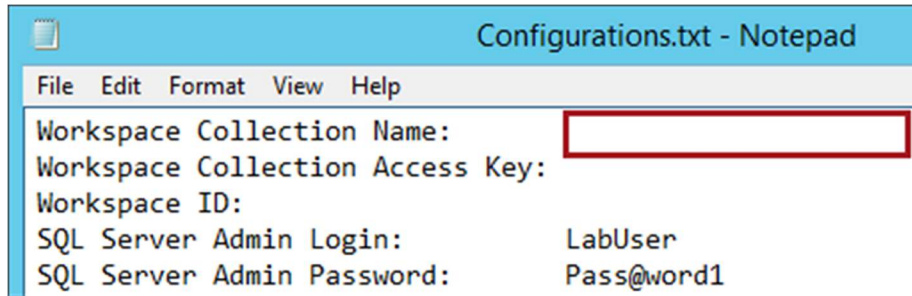 Configurations.txt - Notepad
File Edit Format View Help
Workspace Collection Name:
Workspace Collection Access Key:
Workspace ID:
SQL Server Admin Login: LabUser
SQL Server Admin Password: Pass@word1